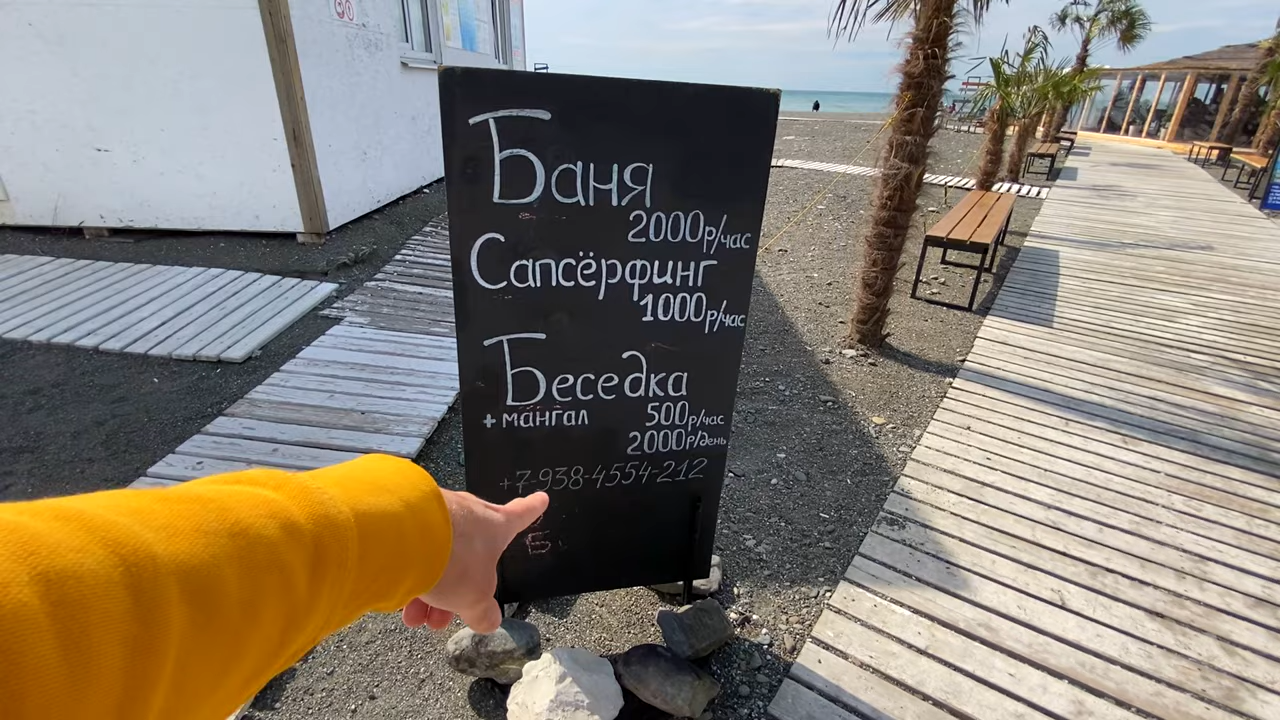 Баня
2000р/час
Сапсёрфинг
1000р/час
Беседка
+ мангал 500р/час
2000р/день
+7-938-4554-212